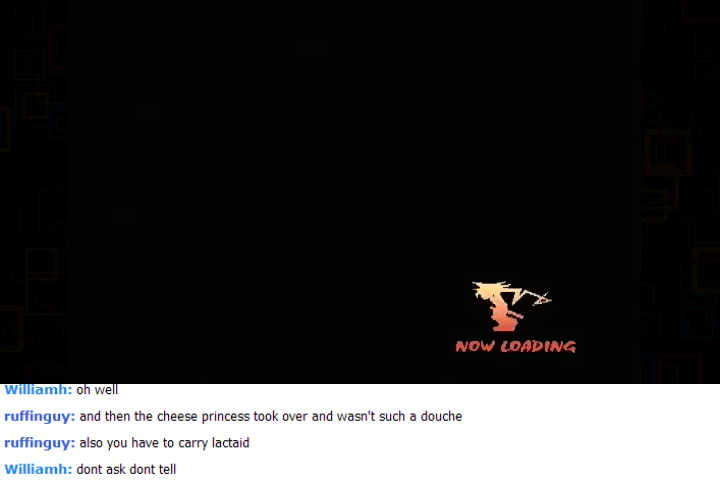 NOW LOADING
Williamh: oh well
ruffinguy: and then the cheese princess took over and wasn't such a douche
ruffinguy: also you have to carry lactaid
Williamh: dont ask dont tell